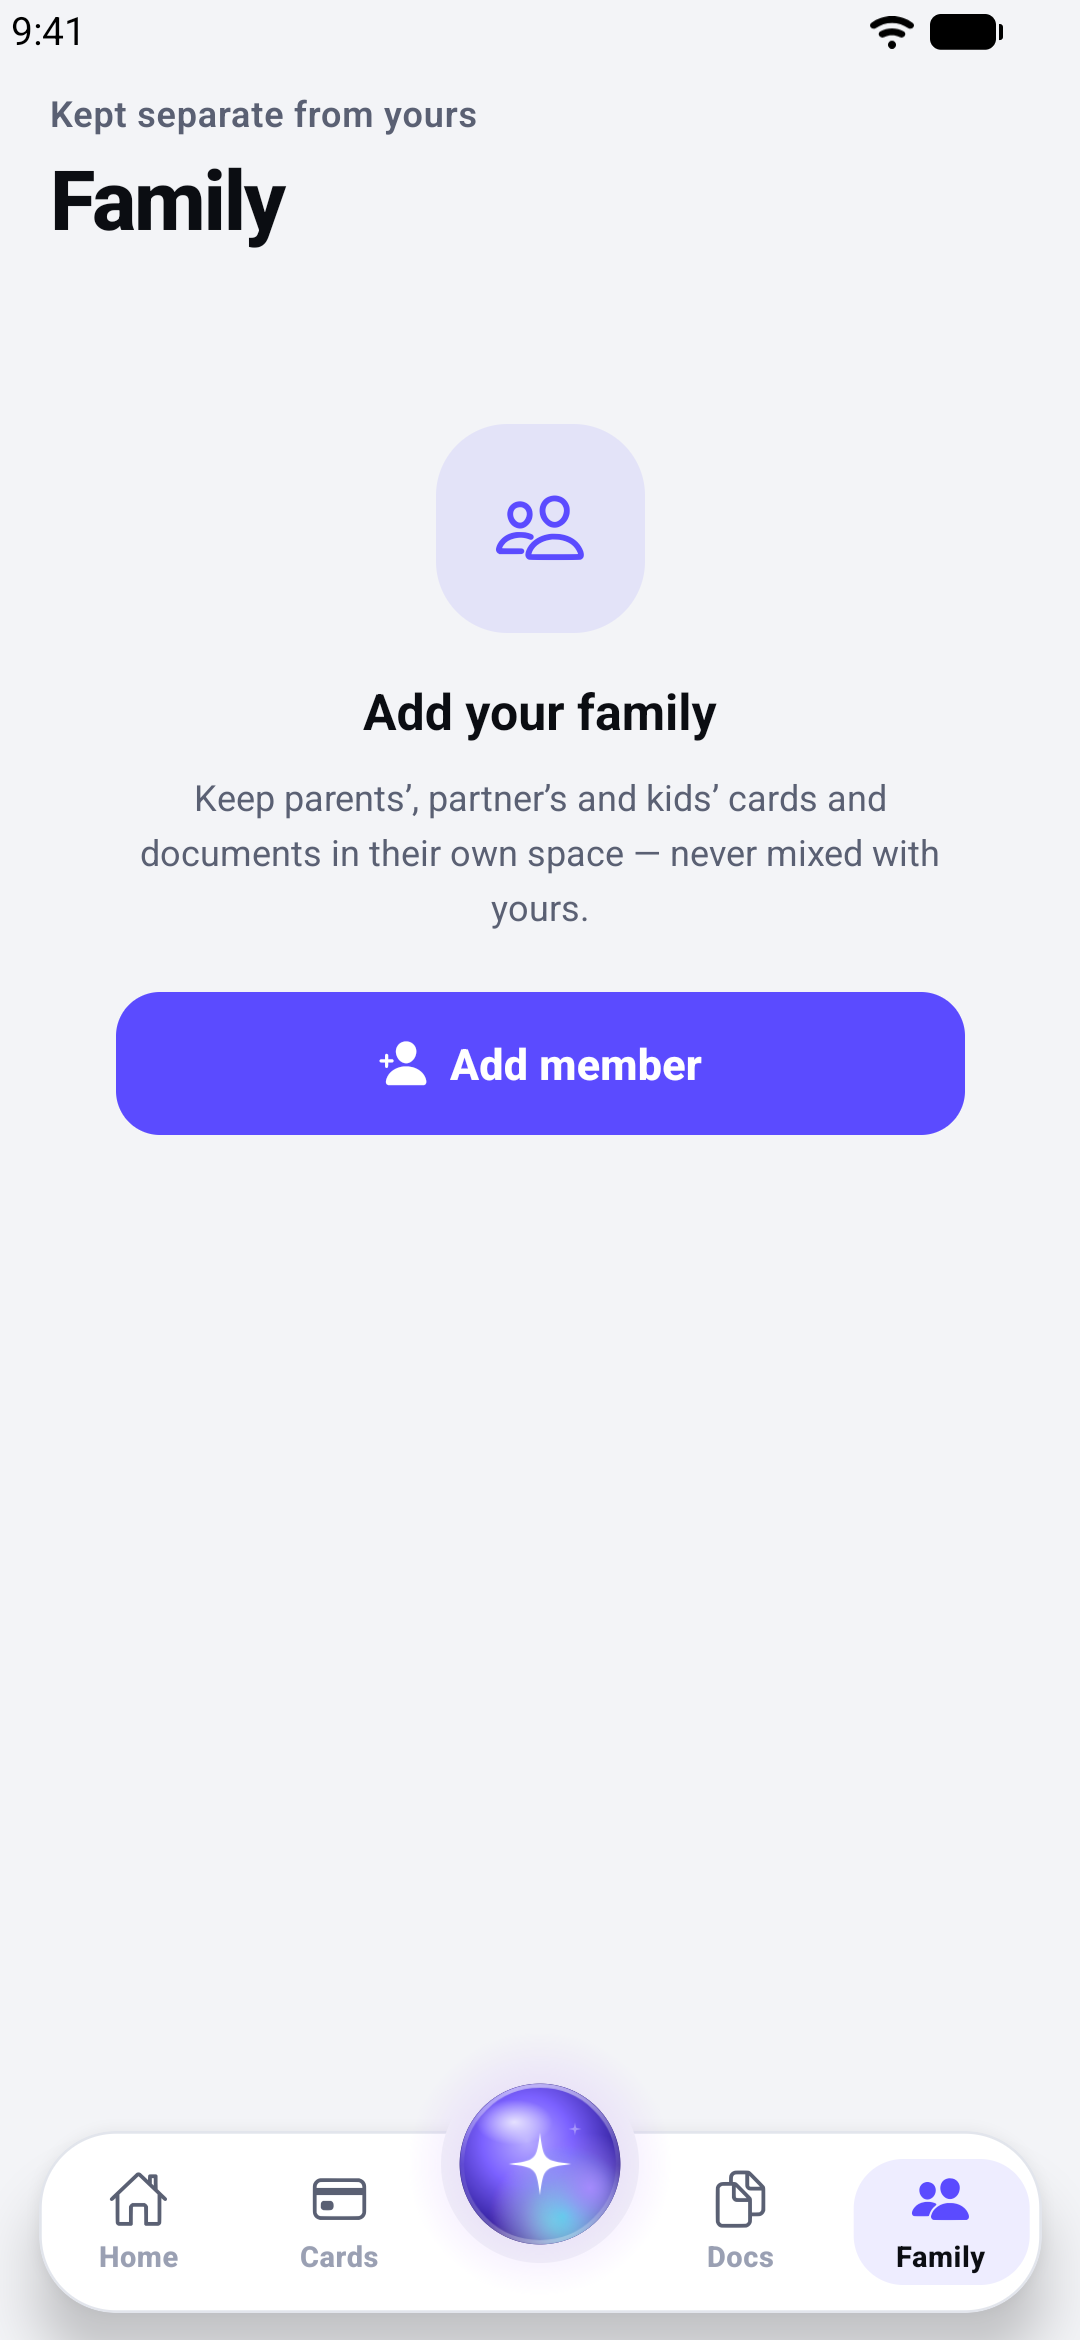 9:41
Kept separate from yours
Family
Add your family
Keep parents’, partner’s and kids’ cards and
documents in their own space — never mixed with
yours.
Add member
Home
Cards
Docs
Family